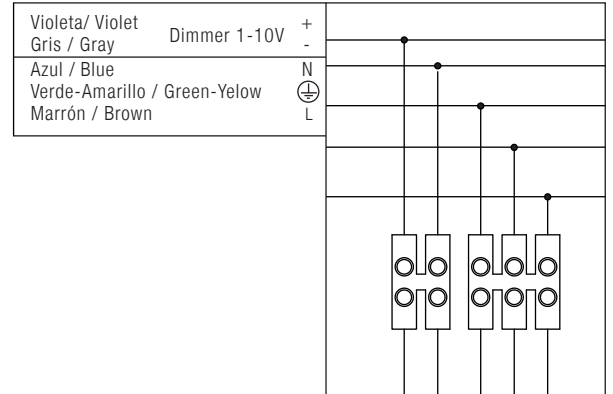 Violeta/ Violet +
Dimmer 1-10V
Gris / Gray -
Azul / Blue N
Verde-Amarillo / Green-Yelow ⏚
Marrón / Brown L